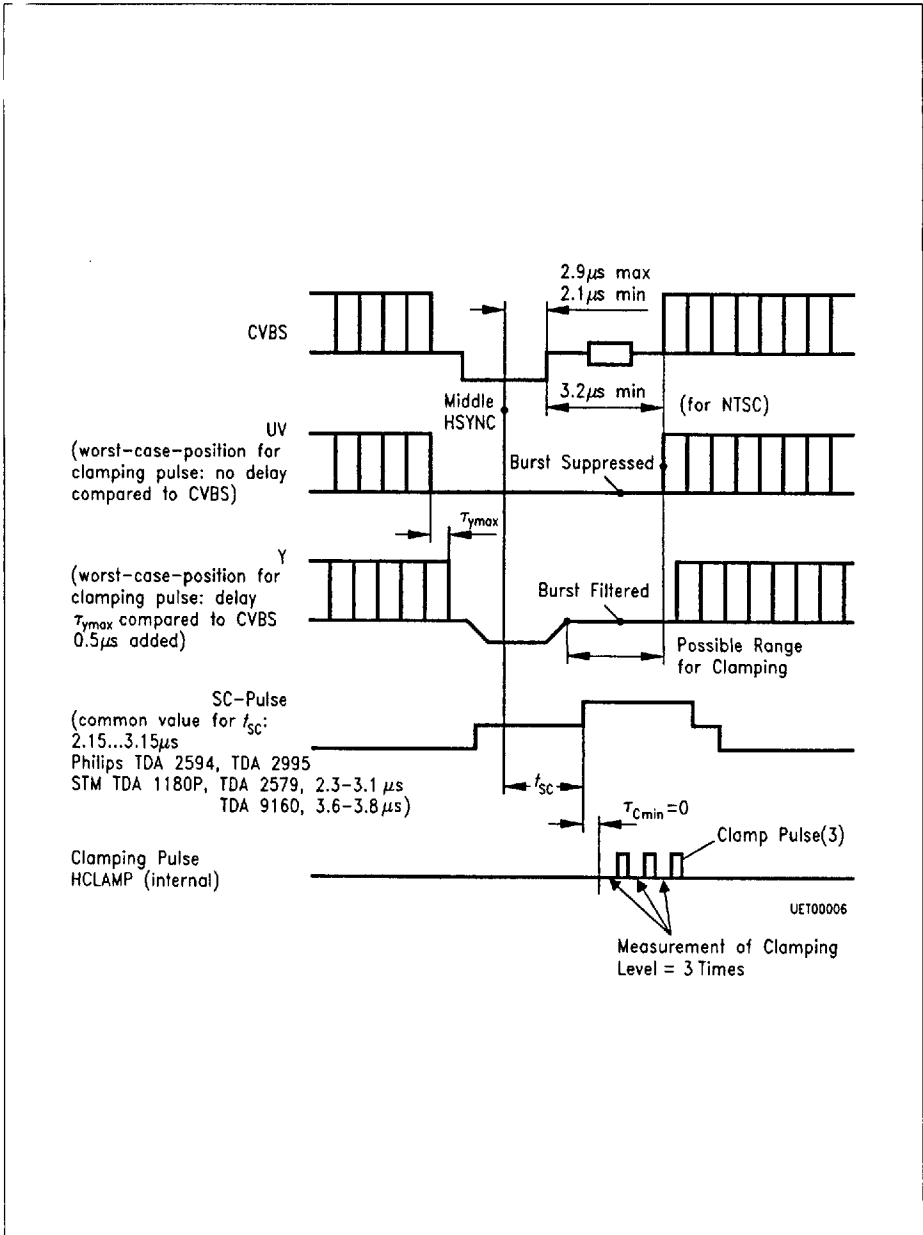 2.9μs max
2.1μs min
CVBS
Middle
HSYNC
3.2μs min
(for NTSC)
UV
(worst-case-position for
clamping pulse: no delay
compared to CVBS)
Burst Suppressed
τymax
Y
(worst-case-position for
clamping pulse: delay
τymax compared to CVBS
0.5μs added)
Burst Filtered
Possible Range
for Clamping
SC-Pulse
(common value for tSC:
2.15...3.15μs
Philips TDA 2594, TDA 2995
STM TDA 1180P, TDA 2579, 2.3-3.1 μs
TDA 9160, 3.6-3.8μs)
tSC
τCmin=0
Clamp Pulse(3)
Clamping Pulse
HCLAMP (internal)
UET00006
Measurement of Clamping
Level = 3 Times